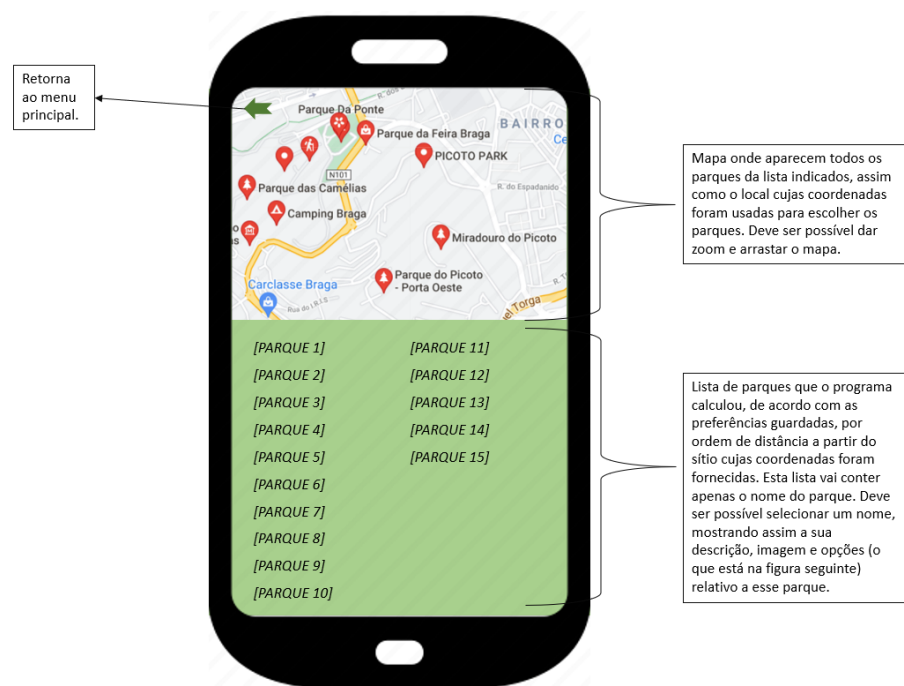 Retorna
ao menu
principal.
R. dos
Parque Da Ponte
BAIRRO
Ce
Parque da Feira Braga
PICOTO PARK
N101
R. do Espadanido
Parque das Camélias
Camping Braga
o
as
Miradouro do Picoto
Parque do Picoto
- Porta Oeste
Carclasse Braga
Rua do I.R.I.S
uel Torga
R. T
Mapa onde aparecem todos os
parques da lista indicados, assim
como o local cujas coordenadas
foram usadas para escolher os
parques. Deve ser possível dar
zoom e arrastar o mapa.
[PARQUE 1]
[PARQUE 2]
[PARQUE 3]
[PARQUE 4]
[PARQUE 5]
[PARQUE 6]
[PARQUE 7]
[PARQUE 8]
[PARQUE 9]
[PARQUE 10]
[PARQUE 11]
[PARQUE 12]
[PARQUE 13]
[PARQUE 14]
[PARQUE 15]
Lista de parques que o programa
calculou, de acordo com as
preferências guardadas, por
ordem de distância a partir do
sítio cujas coordenadas foram
fornecidas. Esta lista vai conter
apenas o nome do parque. Deve
ser possível selecionar um nome,
mostrando assim a sua
descrição, imagem e opções (o
que está na figura seguinte)
relativo a esse parque.